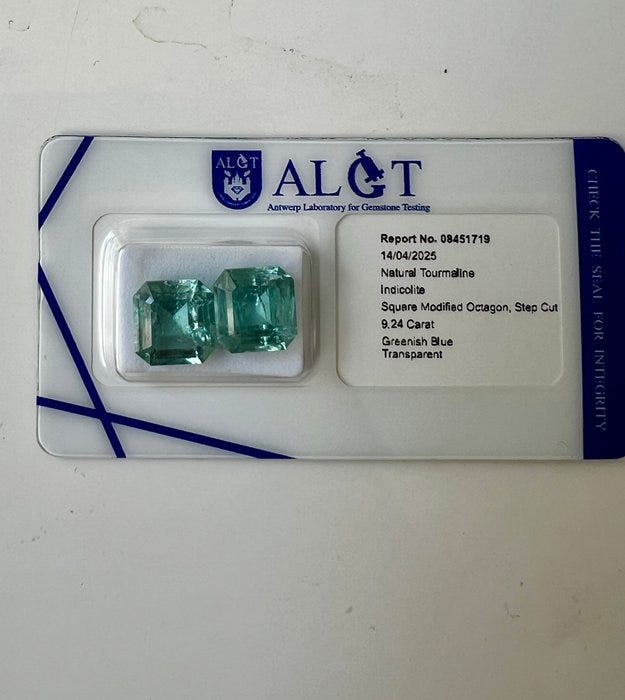 ALGT
ALGT
Antwerp Laboratory for Gemstone Testing
Report No. 08451719
14/04/2025
Natural Tourmaline
Indicolite
Square Modified Octagon, Step Cut
9.24 Carat
Greenish Blue
Transparent
CHECK THE SEAL FOR INTEGRITY